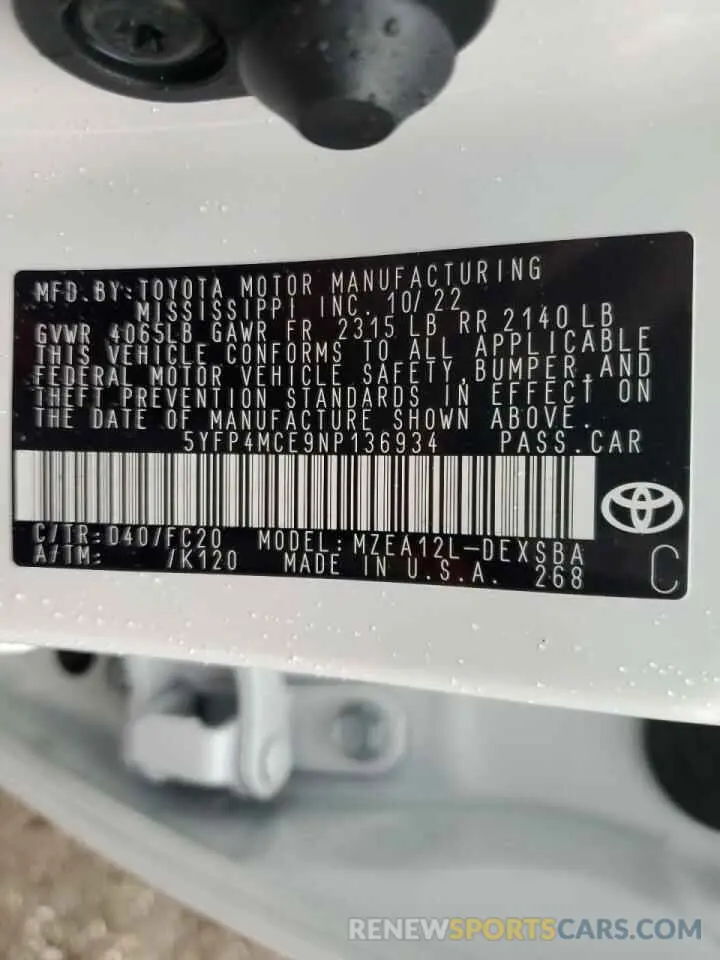 MFD. BY: TOYOTA MOTOR MANUFACTURING
MISSISSIPPI INC. 10/22
GVWR 4065LB GAWR FR 2315 LB RR 2140 LB
THIS VEHICLE CONFORMS TO ALL APPLICABLE
FEDERAL MOTOR VEHICLE SAFETY, BUMPER, AND
THEFT PREVENTION STANDARDS IN EFFECT ON
THE DATE OF MANUFACTURE SHOWN ABOVE.
5YFP4MCE9NP136934 PASS. CAR
C/TR: D40/FC20 MODEL: MZEA12L-DEXSBA
A/TM: /K120 MADE IN U.S.A. 268
C
RENEWSPORTSCARS.COM